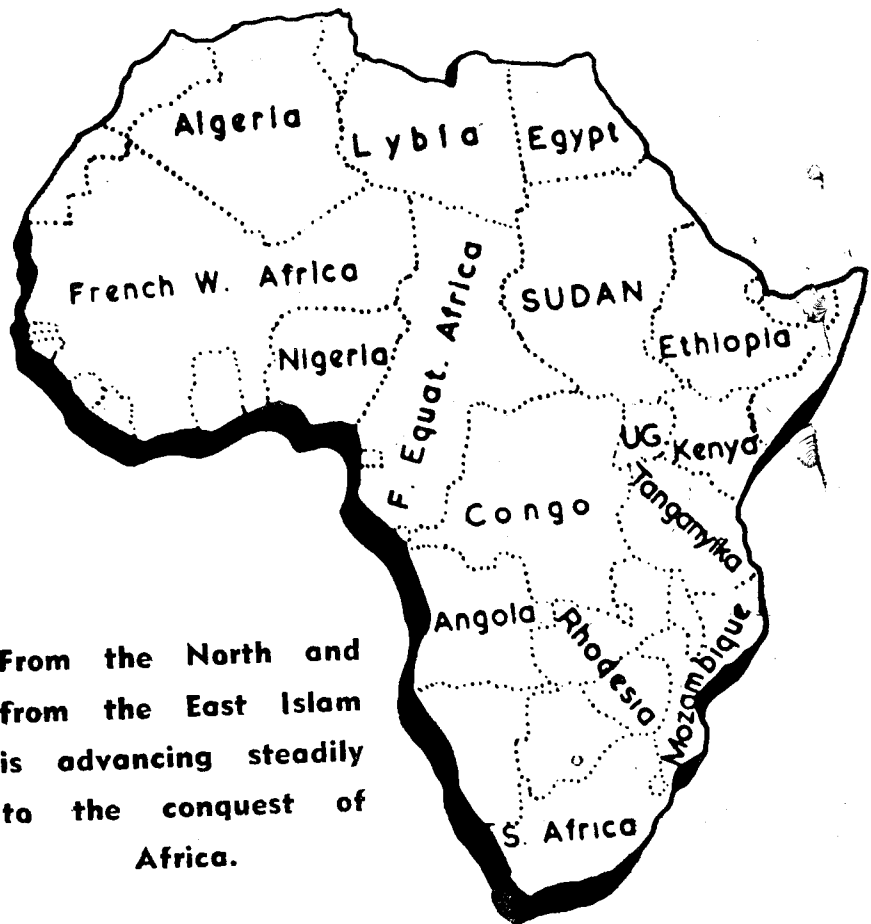 Algeria
Lybia
Egypt
French W. Africa
F. Equat. Africa
SUDAN
Nigeria
Ethiopia
UG.
Kenya
Congo
Tanganyika
Angola
Rhodesia
Mozambique
S. Africa
From the North and
from the East Islam
is advancing steadily
to the conquest of
Africa.